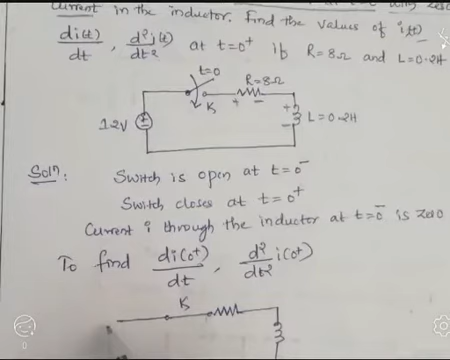 current in the inductor. Find the values of i(t)
di(t)/dt , d²i(t)/dt² at t=0⁺ if R=8Ω and L=0.2H
t=0
R=8Ω
K
+ -
12V
+
-
L=0.2H
Soln:
Switch is open at t=0⁻
Switch closes at t=0⁺
Current i through the inductor at t=0⁻ is zero
To find di(0⁺)/dt , d²/dt² i(0⁺)
K
0